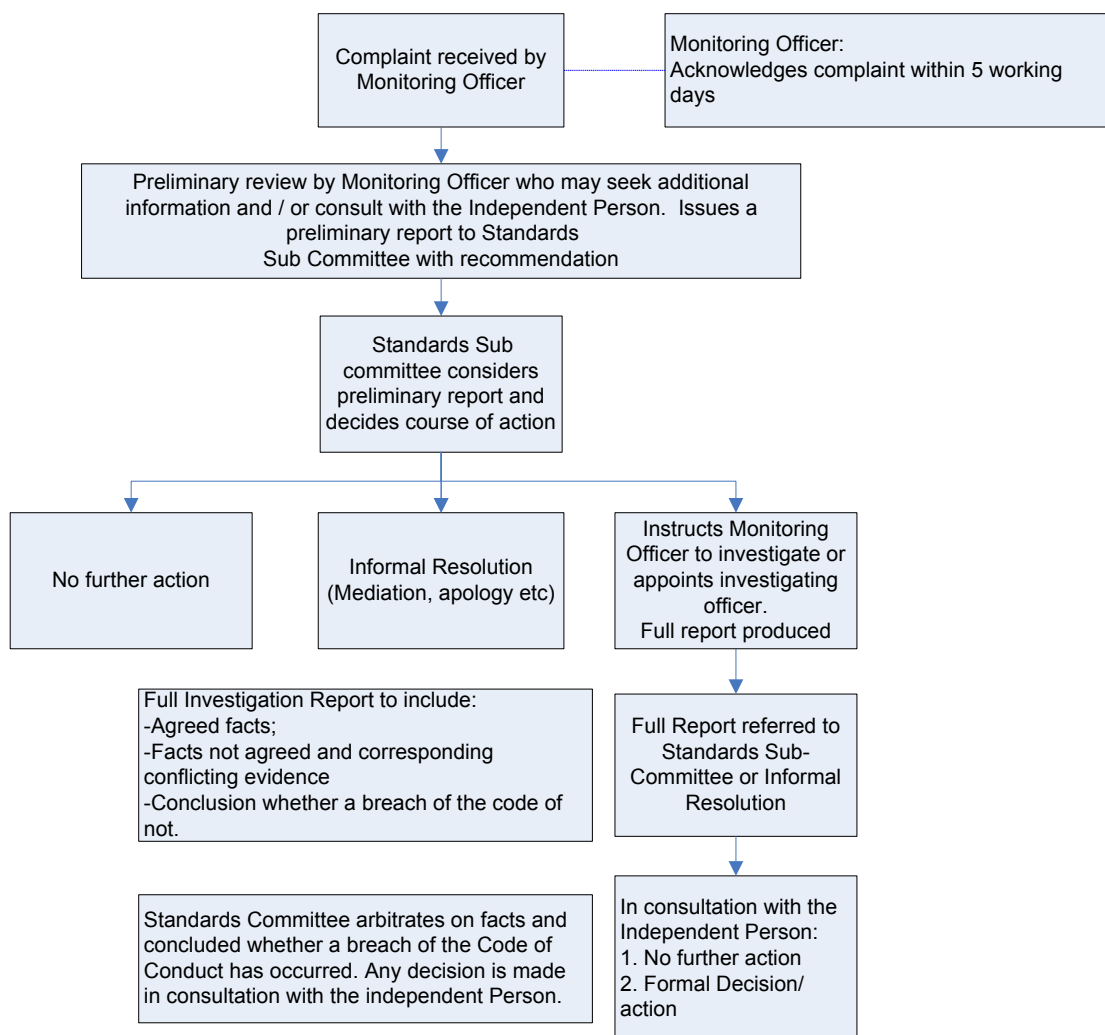 Complaint received by
Monitoring Officer
Monitoring Officer:
Acknowledges complaint within 5 working
days
Preliminary review by Monitoring Officer who may seek additional
information and / or consult with the Independent Person.  Issues a
preliminary report to Standards
Sub Committee with recommendation
Standards Sub
committee considers
preliminary report and
decides course of action
No further action
Informal Resolution
(Mediation, apology etc)
Instructs Monitoring
Officer to investigate or
appoints investigating
officer.
Full report produced
Full Investigation Report to include:
-Agreed facts;
-Facts not agreed and corresponding
conflicting evidence
-Conclusion whether a breach of the code of
not.
Full Report referred to
Standards Sub-
Committee or Informal
Resolution
Standards Committee arbitrates on facts and
concluded whether a breach of the Code of
Conduct has occurred. Any decision is made
in consultation with the independent Person.
In consultation with the
Independent Person:
1.  No further action
2.  Formal Decision/
action